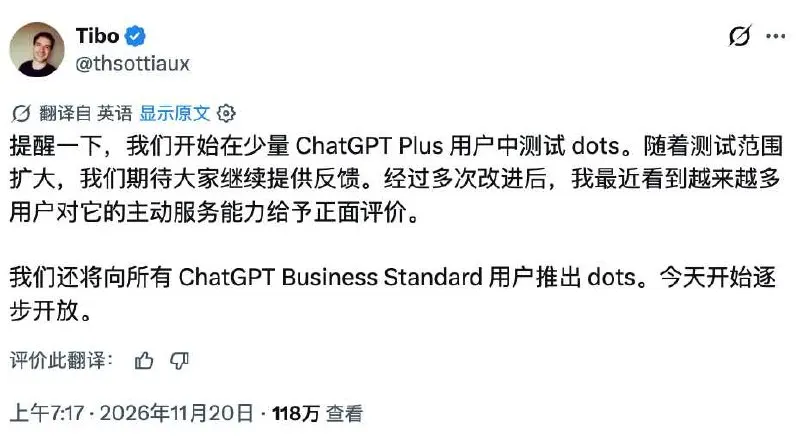 Tibo
@thsottiaux
翻译自 英语 显示原文
提醒一下，我们开始在少量 ChatGPT Plus 用户中测试 dots。随着测试范围
扩大，我们期待大家继续提供反馈。经过多次改进后，我最近看到越来越多
用户对它的主动服务能力给予正面评价。
我们还将向所有 ChatGPT Business Standard 用户推出 dots。今天开始逐
步开放。
评价此翻译：
上午7:17 · 2026年11月20日 · 118万 查看